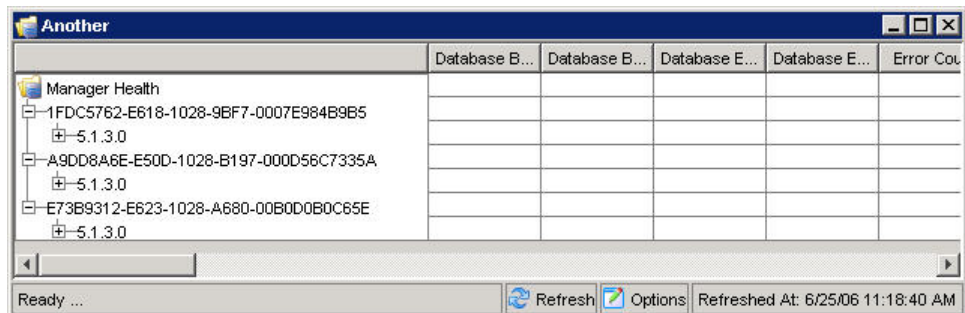 Another
Database B... Database B... Database E... Database E... Error Cou
Manager Health
1FDC5762-E618-1028-9BF7-0007E984B9B5
5.1.3.0
A9DD8A6E-E50D-1028-B197-000D56C7335A
5.1.3.0
E73B9312-E623-1028-A680-00B0D0B0C65E
5.1.3.0
Ready ... Refresh Options Refreshed At: 6/25/06 11:18:40 AM